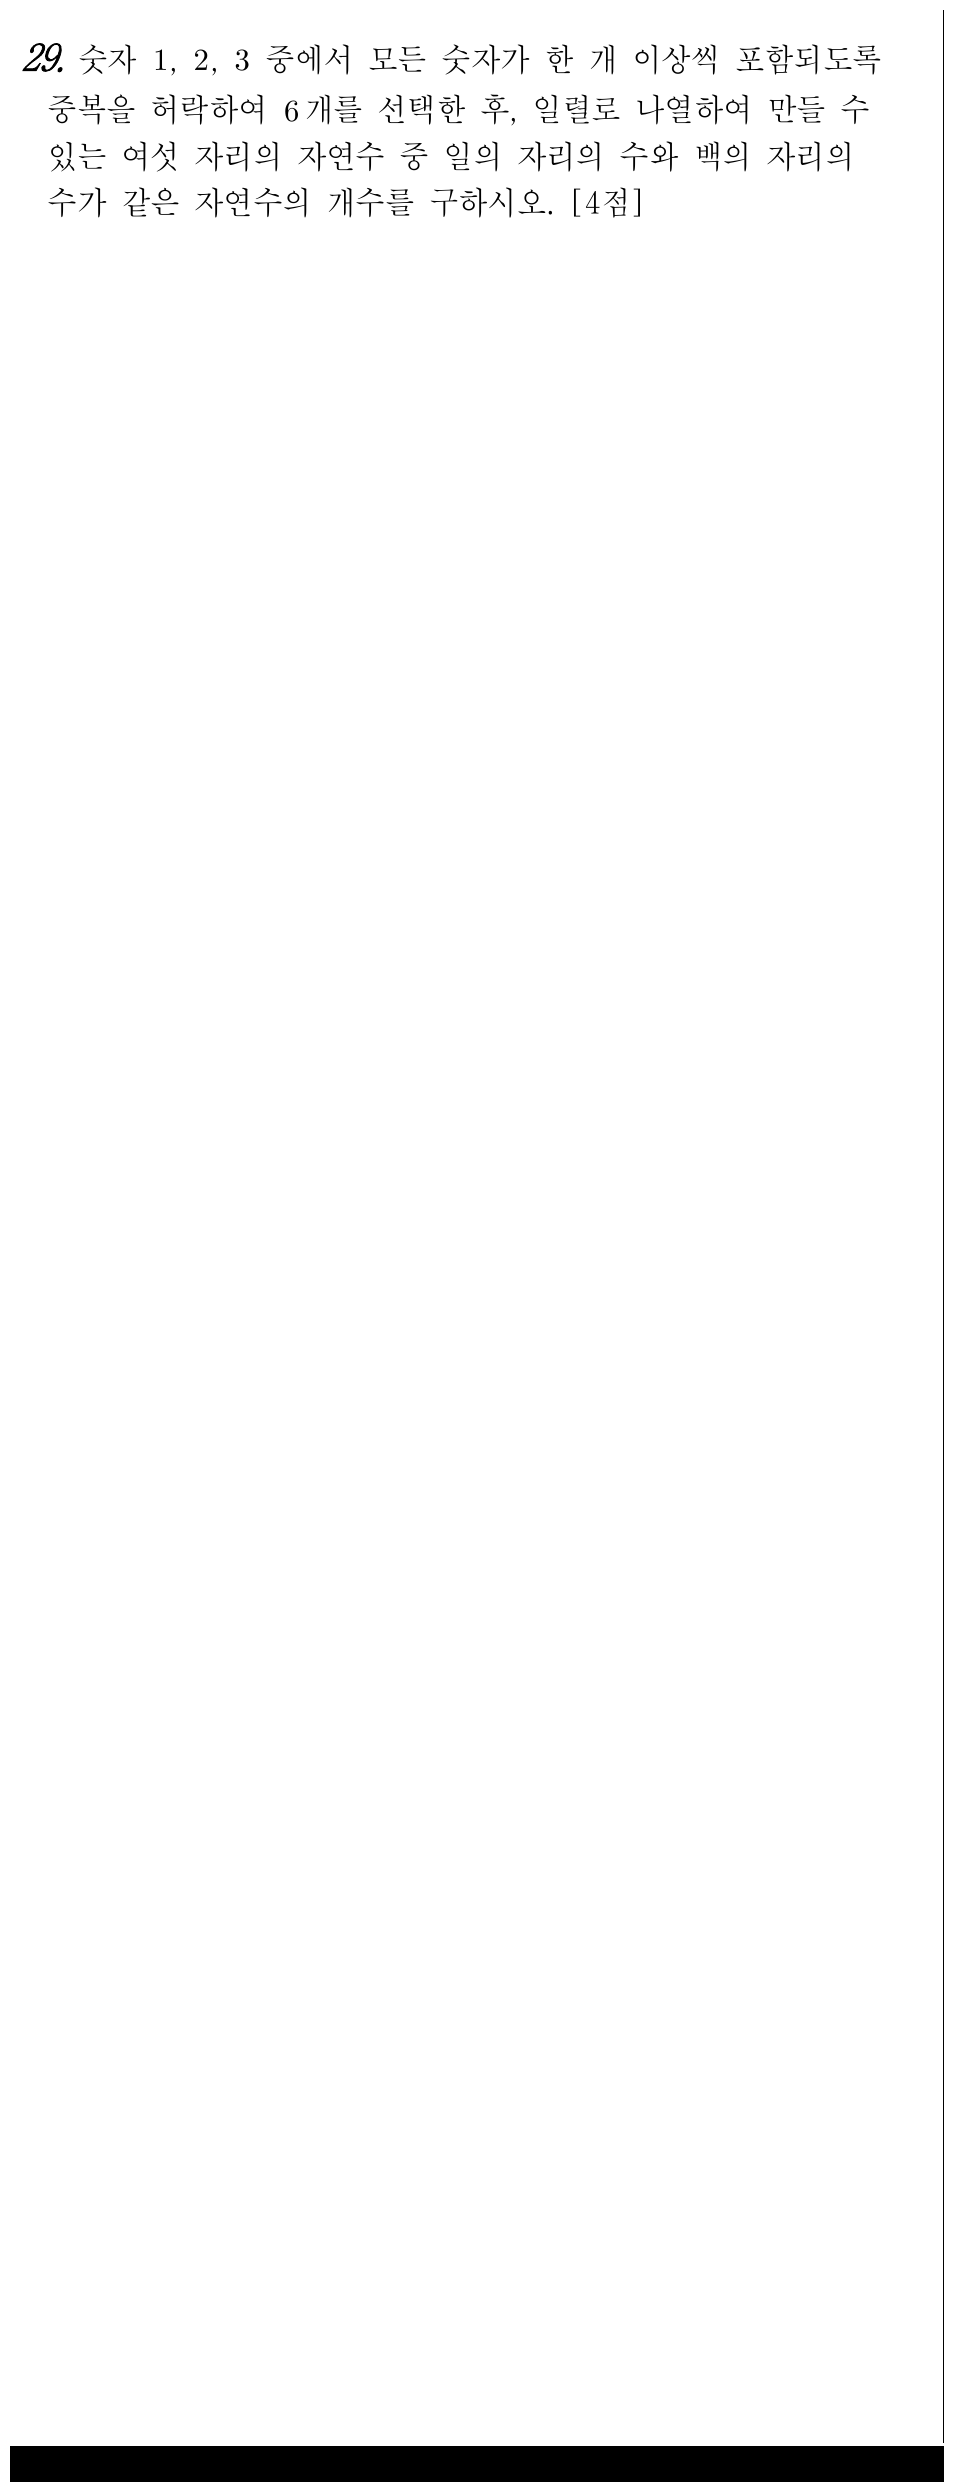 29. 숫자 1, 2, 3 중에서 모든 숫자가 한 개 이상씩 포함되도록
중복을 허락하여 6개를 선택한 후, 일렬로 나열하여 만들 수
있는 여섯 자리의 자연수 중 일의 자리의 수와 백의 자리의
수가 같은 자연수의 개수를 구하시오. [4점]